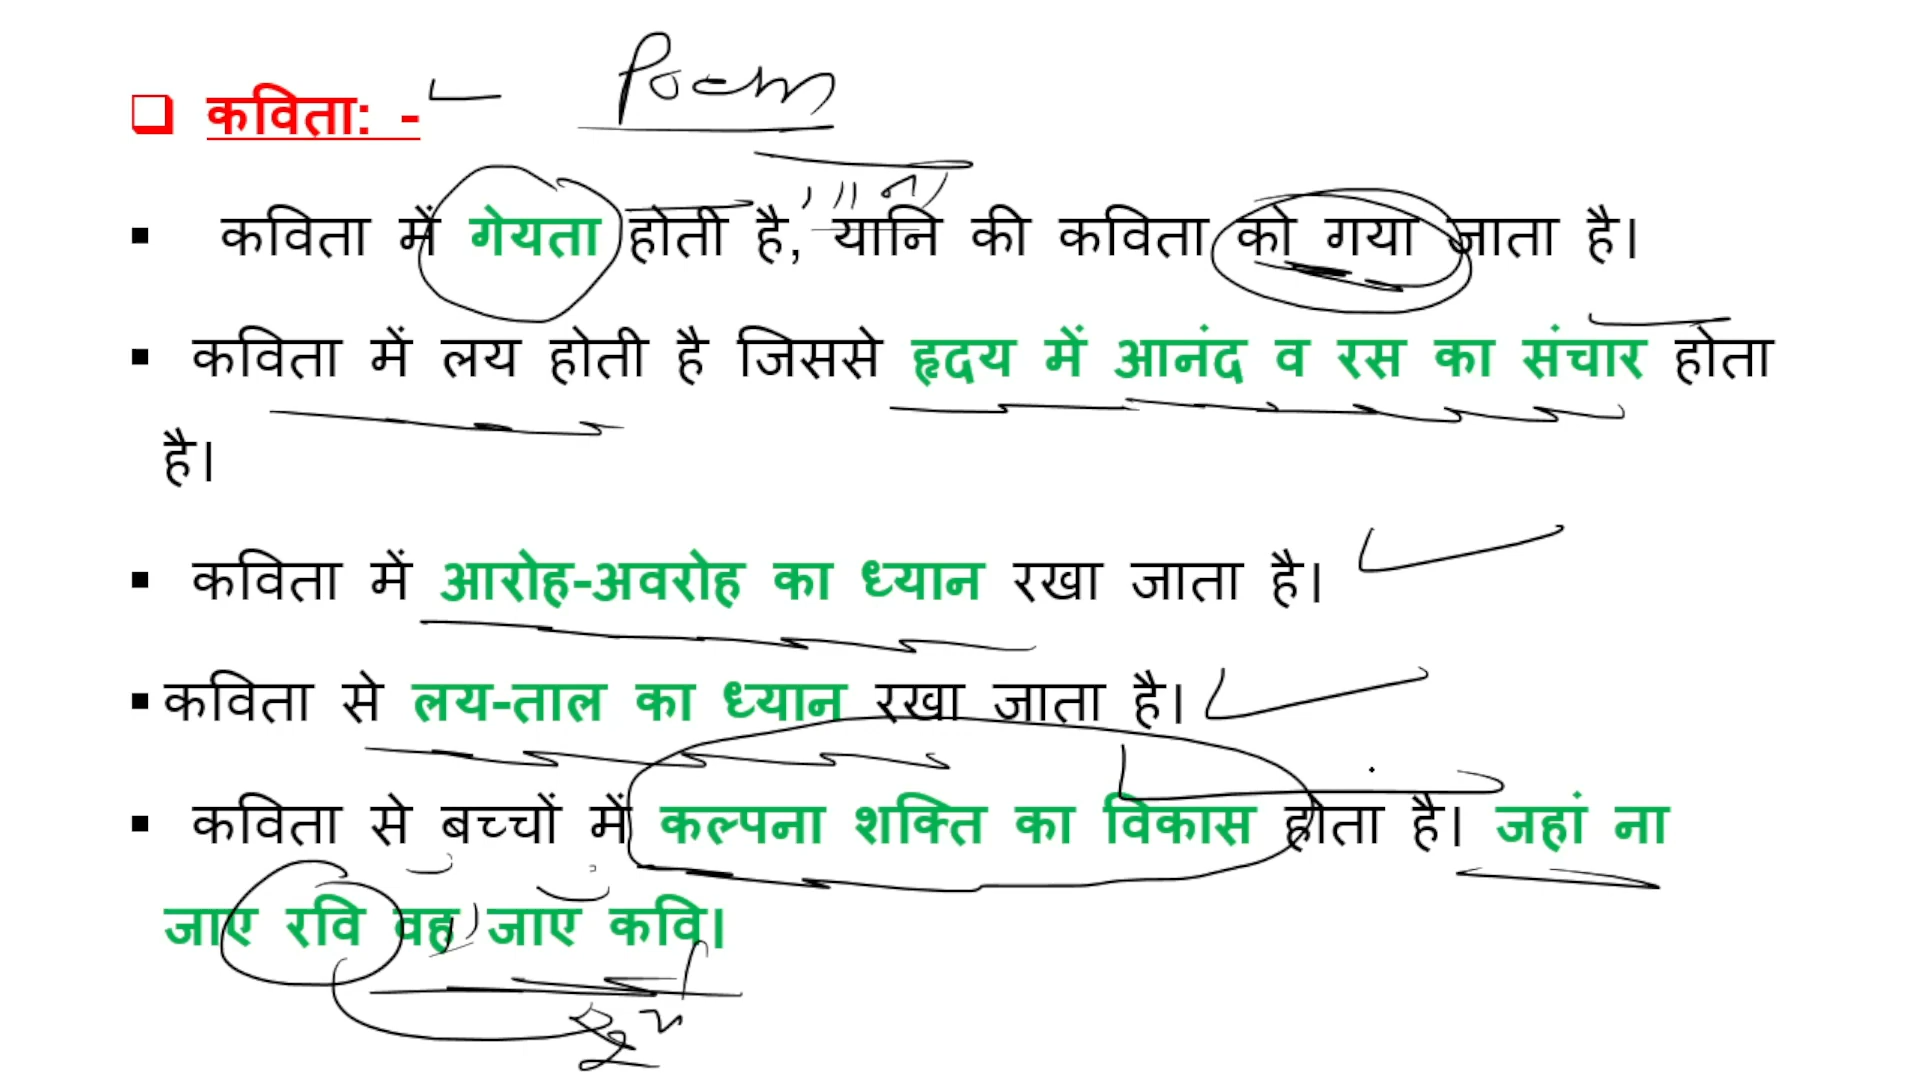 कविता: - Poem
कविता में गेयता होती है, यानि की कविता को गया जाता है।
कविता में लय होती है जिससे हृदय में आनंद व रस का संचार होता
है।
कविता में आरोह-अवरोह का ध्यान रखा जाता है।
कविता से लय-ताल का ध्यान रखा जाता है।
कविता से बच्चों में कल्पना शक्ति का विकास होता है। जहां ना
जाए रवि वह जाए कवि।